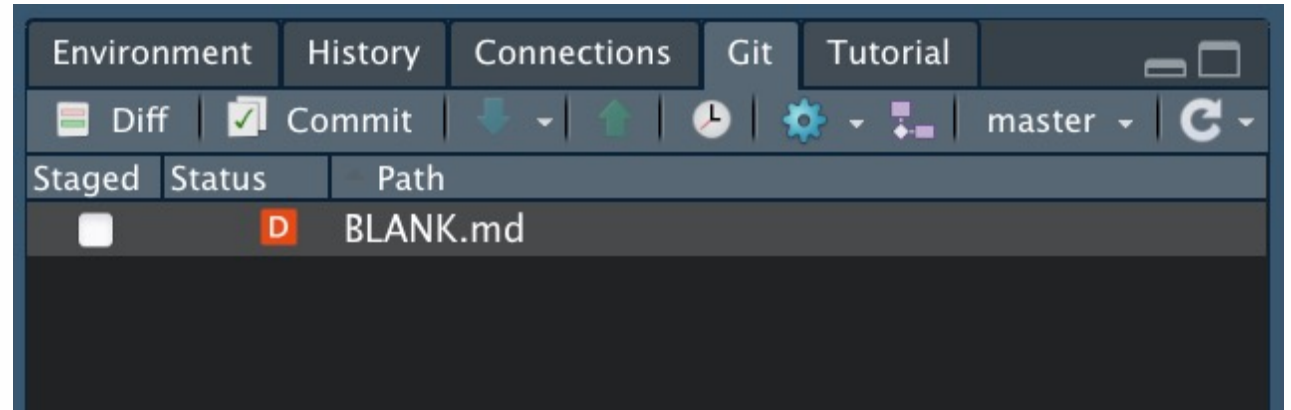 Environment History Connections Git Tutorial
Diff Commit master
Staged Status Path
D BLANK.md